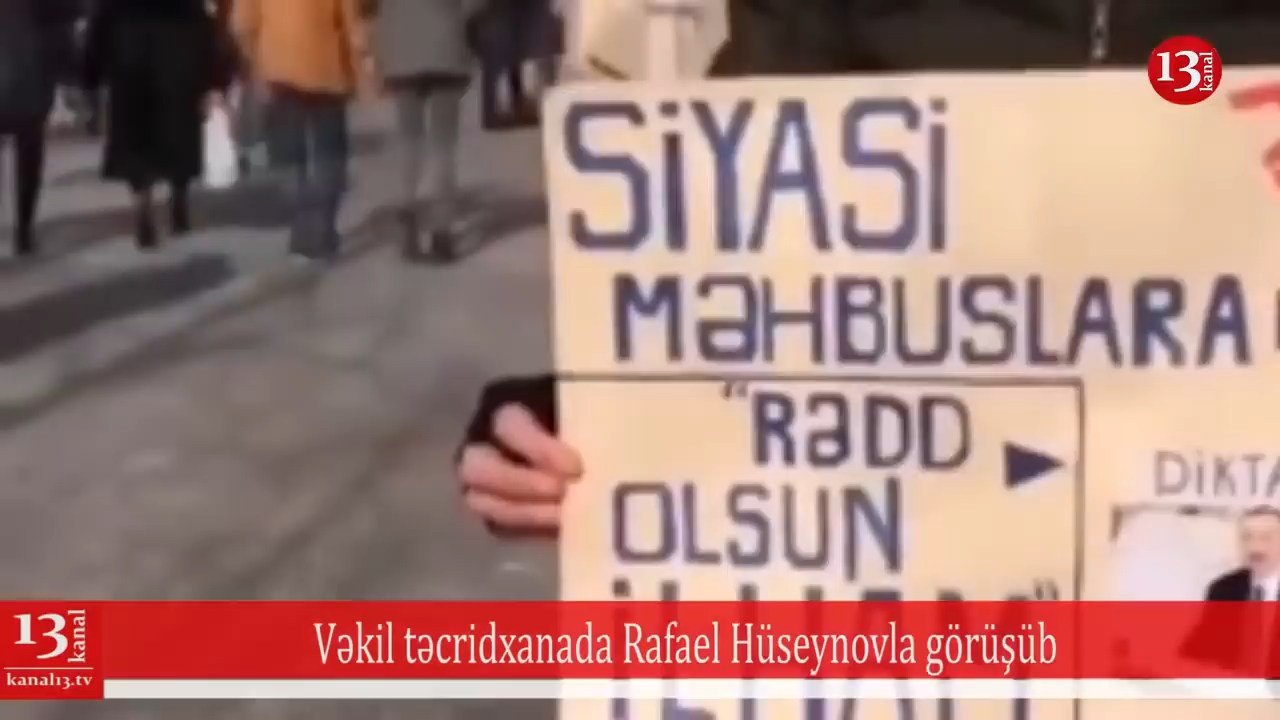 13 kanal
SİYASİ
MƏHBUSLARA
"RƏDD
OLSUN
DİKTA
13 kanal
kanal13.tv
Vəkil təcridxanada Rafael Hüseynovla görüşüb